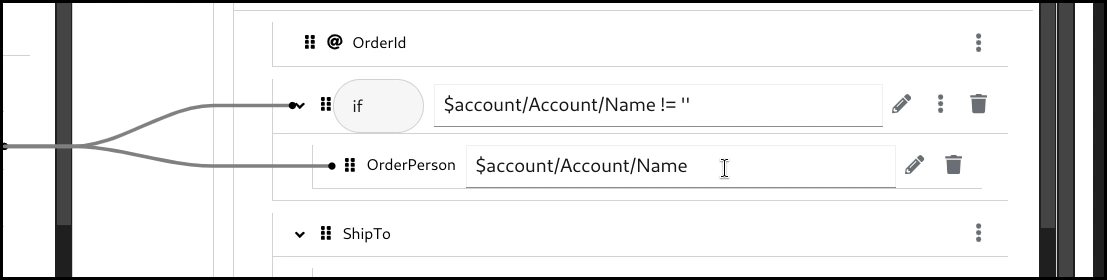 @ OrderId
if $account/Account/Name != ''
OrderPerson $account/Account/Name
ShipTo